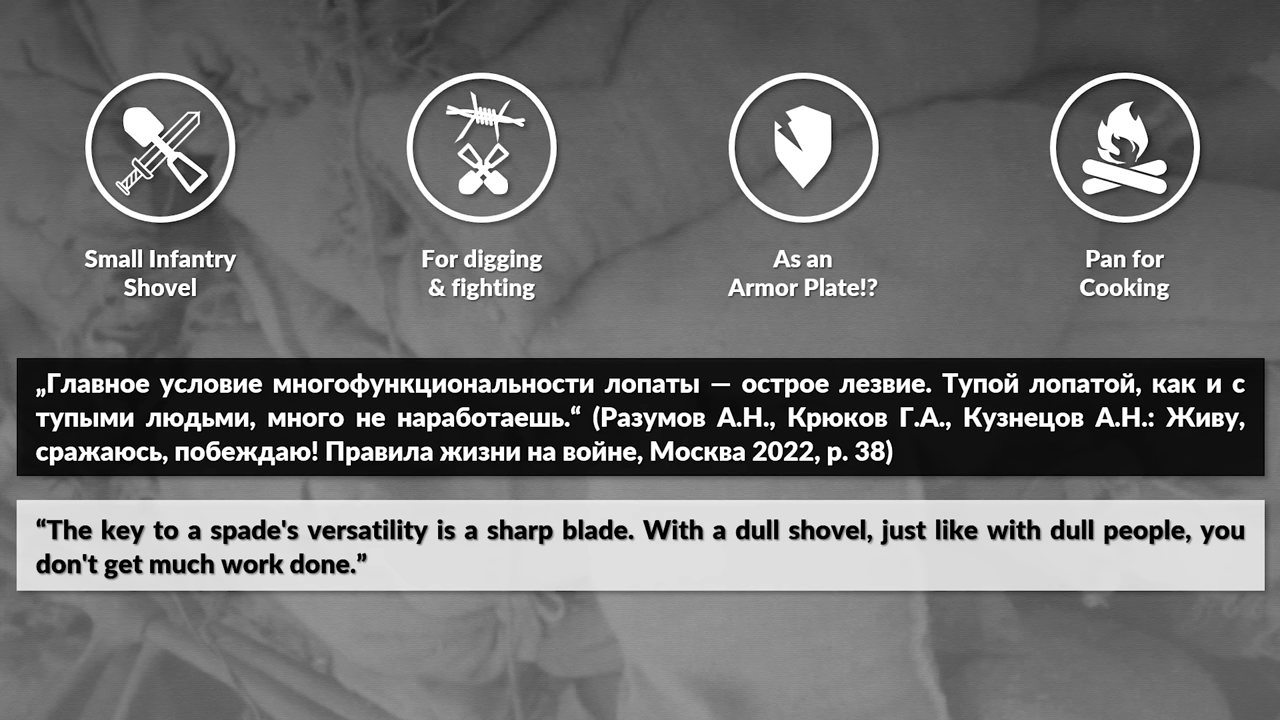 Small Infantry
Shovel
For digging
& fighting
As an
Armor Plate!?
Pan for
Cooking
„Главное условие многофункциональности лопаты — острое лезвие. Тупой лопатой, как и с
тупыми людьми, много не наработаешь.“ (Разумов А.Н., Крюков Г.А., Кузнецов А.Н.: Живу,
сражаюсь, побеждаю! Правила жизни на войне, Москва 2022, p. 38)
“The key to a spade's versatility is a sharp blade. With a dull shovel, just like with dull people, you
don't get much work done.”